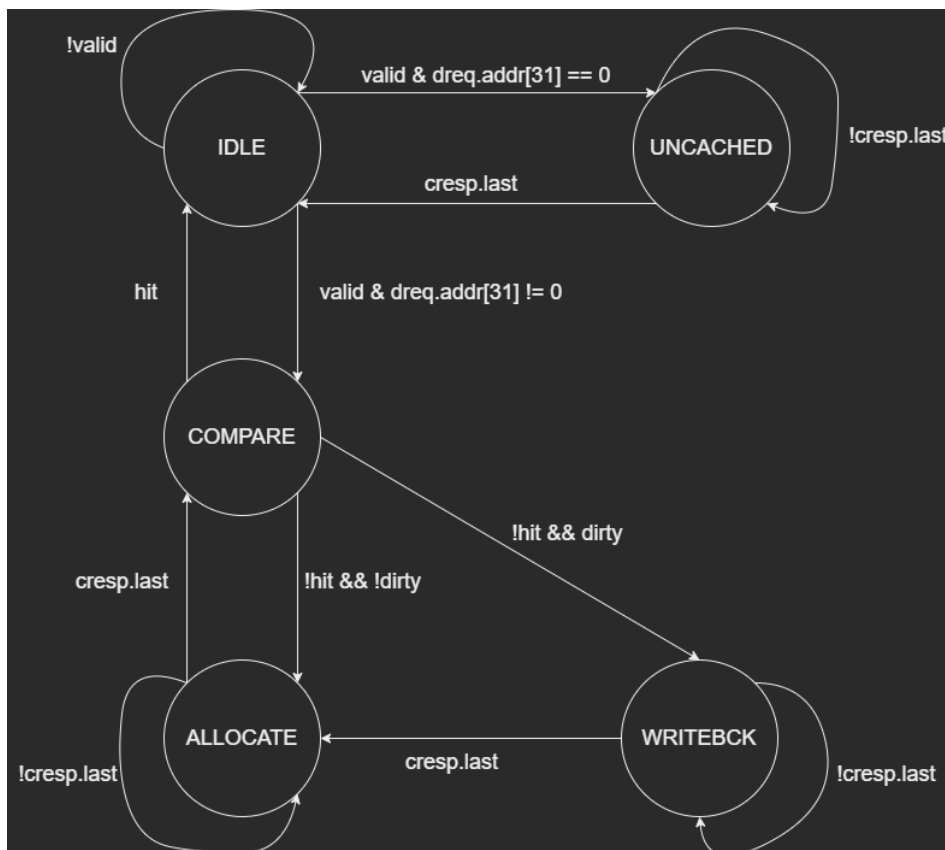 !valid
valid & dreq.addr[31] == 0
IDLE
UNCACHED
!cresp.last
cresp.last
hit
valid & dreq.addr[31] != 0
COMPARE
!hit && dirty
cresp.last
!hit && !dirty
ALLOCATE
WRITEBCK
cresp.last
!cresp.last
!cresp.last